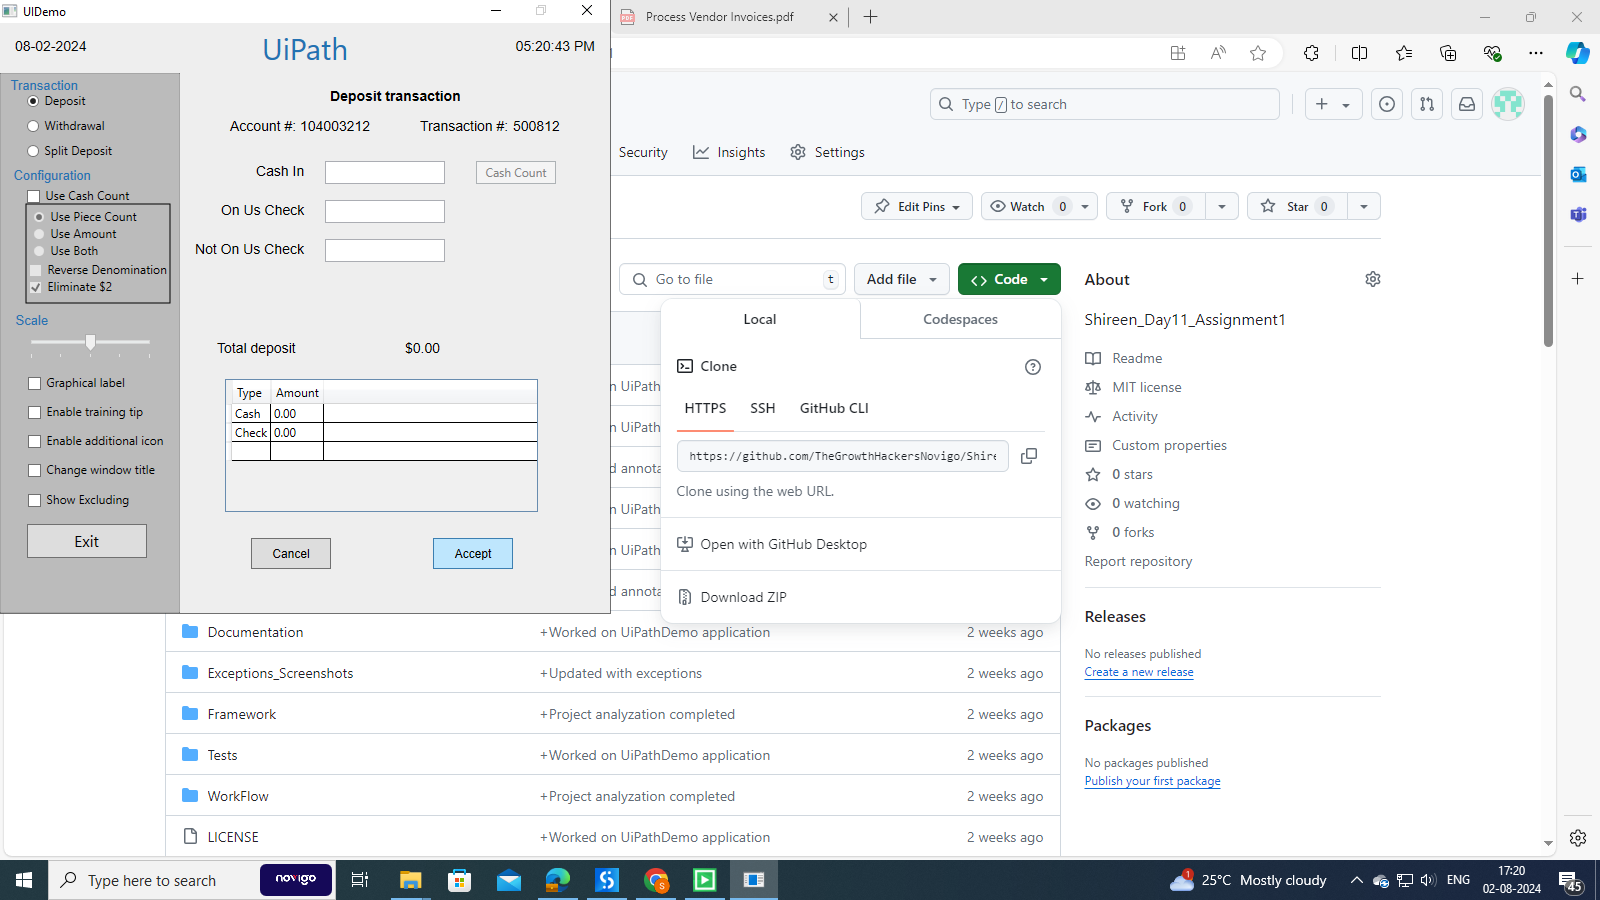 UIDemo
08-02-2024
UiPath
05:20:43 PM
Transaction
Deposit
Withdrawal
Split Deposit
Configuration
Use Cash Count
Use Piece Count
Use Amount
Use Both
Reverse Denomination
Eliminate $2
Scale
Graphical label
Enable training tip
Enable additional icon
Change window title
Show Excluding
Exit
Deposit transaction
Account #: 104003212
Transaction #: 500812
Cash In
Cash Count
On Us Check
Not On Us Check
Total deposit
$0.00
Type Amount
Cash 0.00
Check 0.00
Cancel
Accept
Process Vendor Invoices.pdf
Type / to search
Security
Insights
Settings
Edit Pins
Watch 0
Fork 0
Star 0
Go to file
t
Add file
Code
Local
Codespaces
Clone
HTTPS
SSH
GitHub CLI
https://github.com/TheGrowthHackersNovigo/Shire
Clone using the web URL.
Open with GitHub Desktop
Download ZIP
n UiPath
n UiPath
d annota
n UiPath
n UiPath
d annota
Documentation +Worked on UiPathDemo application 2 weeks ago
Exceptions_Screenshots +Updated with exceptions 2 weeks ago
Framework +Project analyzation completed 2 weeks ago
Tests +Worked on UiPathDemo application 2 weeks ago
WorkFlow +Project analyzation completed 2 weeks ago
LICENSE +Worked on UiPathDemo application 2 weeks ago
About
Shireen_Day11_Assignment1
Readme
MIT license
Activity
Custom properties
0 stars
0 watching
0 forks
Report repository
Releases
No releases published
Create a new release
Packages
No packages published
Publish your first package
Type here to search
novigo
1
25°C Mostly cloudy
ENG
17:20
02-08-2024
45